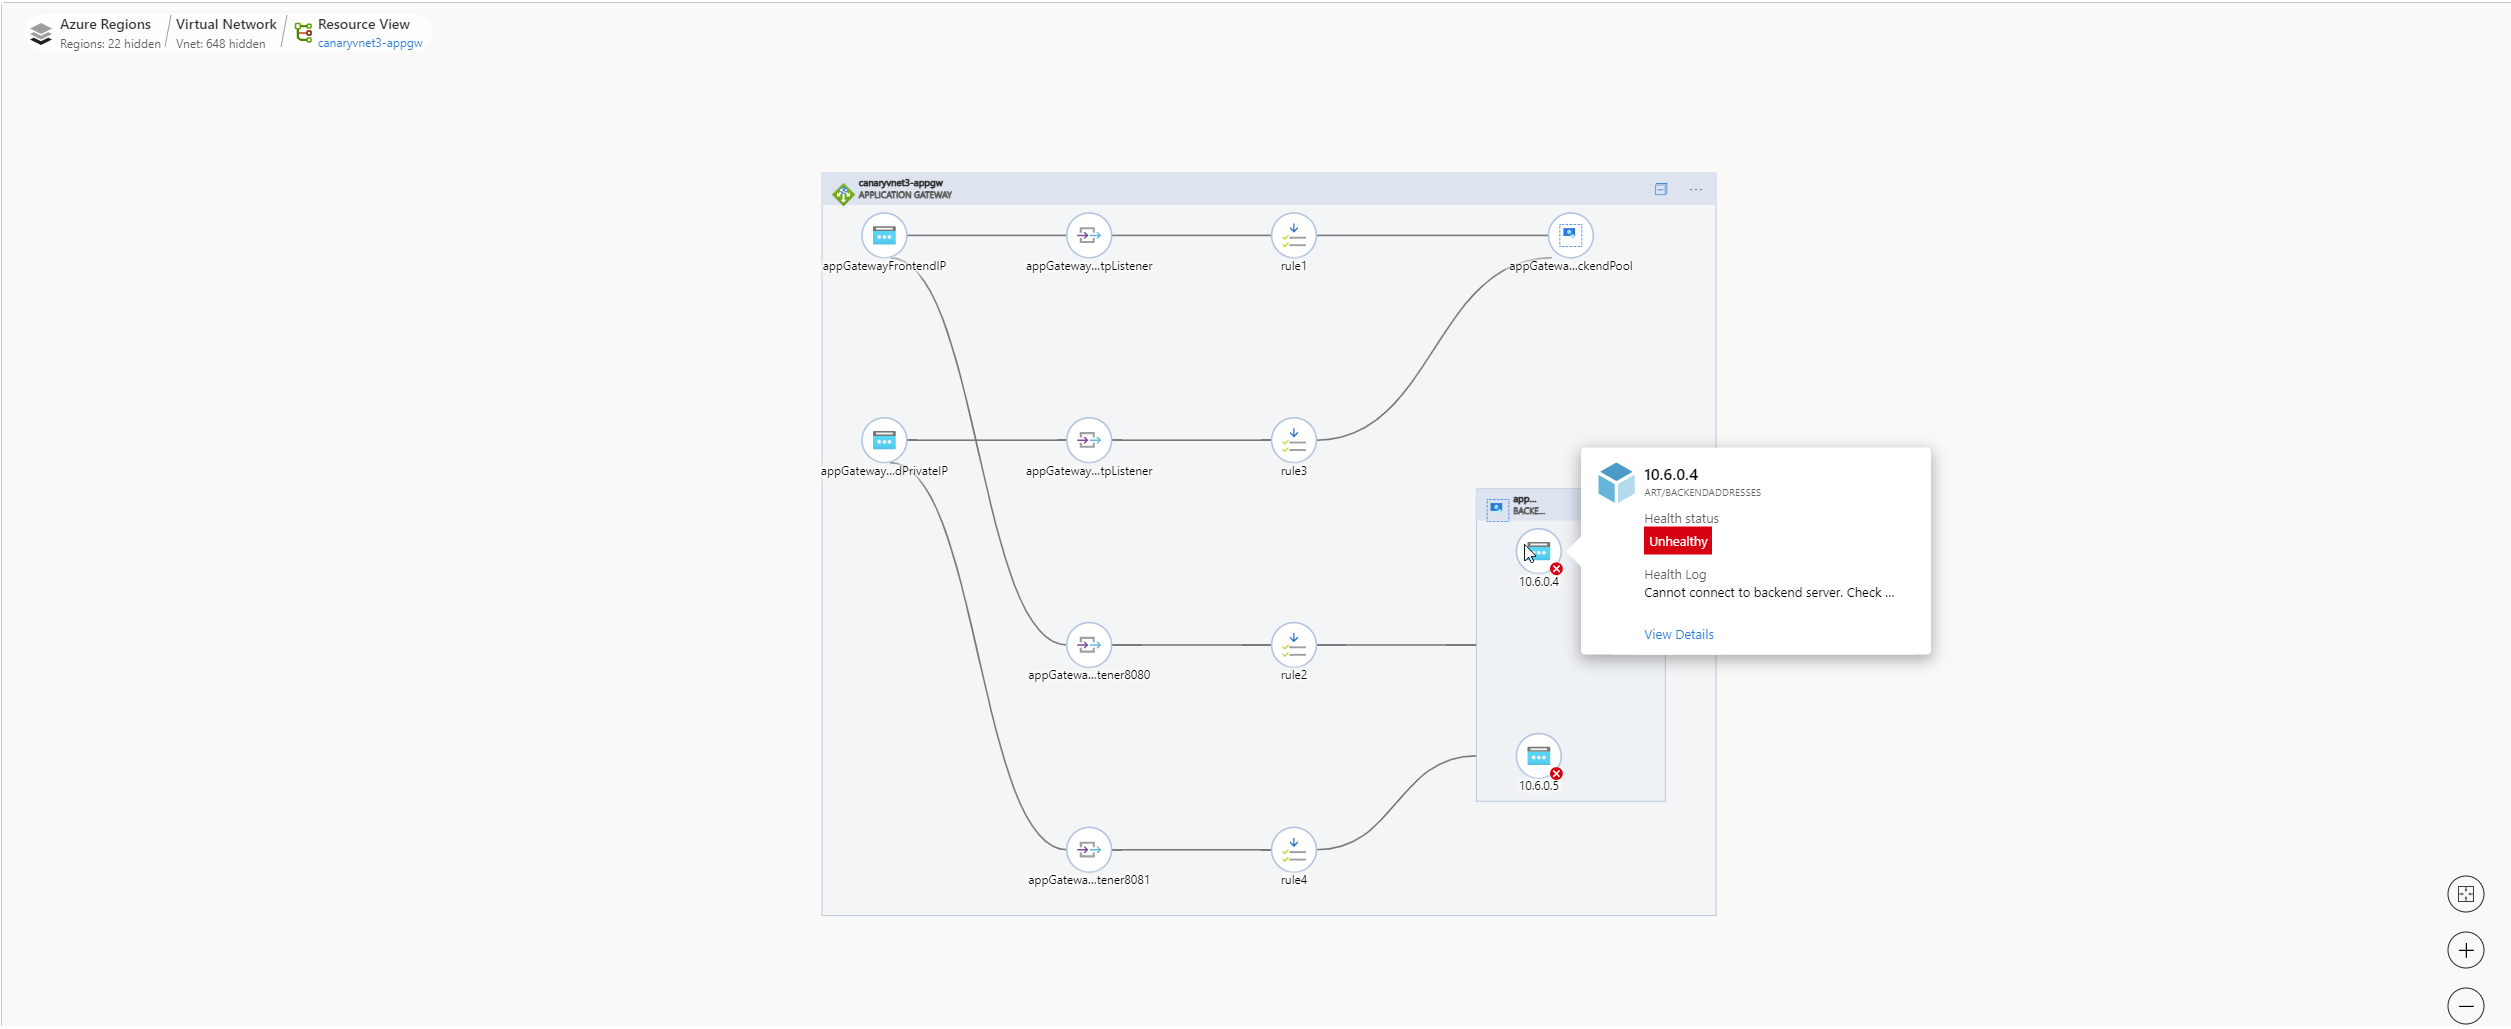 Azure Regions
Regions: 22 hidden
Virtual Network
Vnet: 648 hidden
Resource View
canaryvnet3-appgw
canaryvnet3-appgw
APPLICATION GATEWAY
appGatewayFrontendIP
appGateway...tpListener
rule1
appGatewa...ckendPool
appGateway...dPrivateIP
appGateway...tpListener
rule3
app...
BACKE...
10.6.0.4
10.6.0.4
ART/BACKENDADDRESSES
Health status
Unhealthy
Health Log
Cannot connect to backend server. Check ...
View Details
appGatewa...tener8080
rule2
10.6.0.5
appGatewa...tener8081
rule4